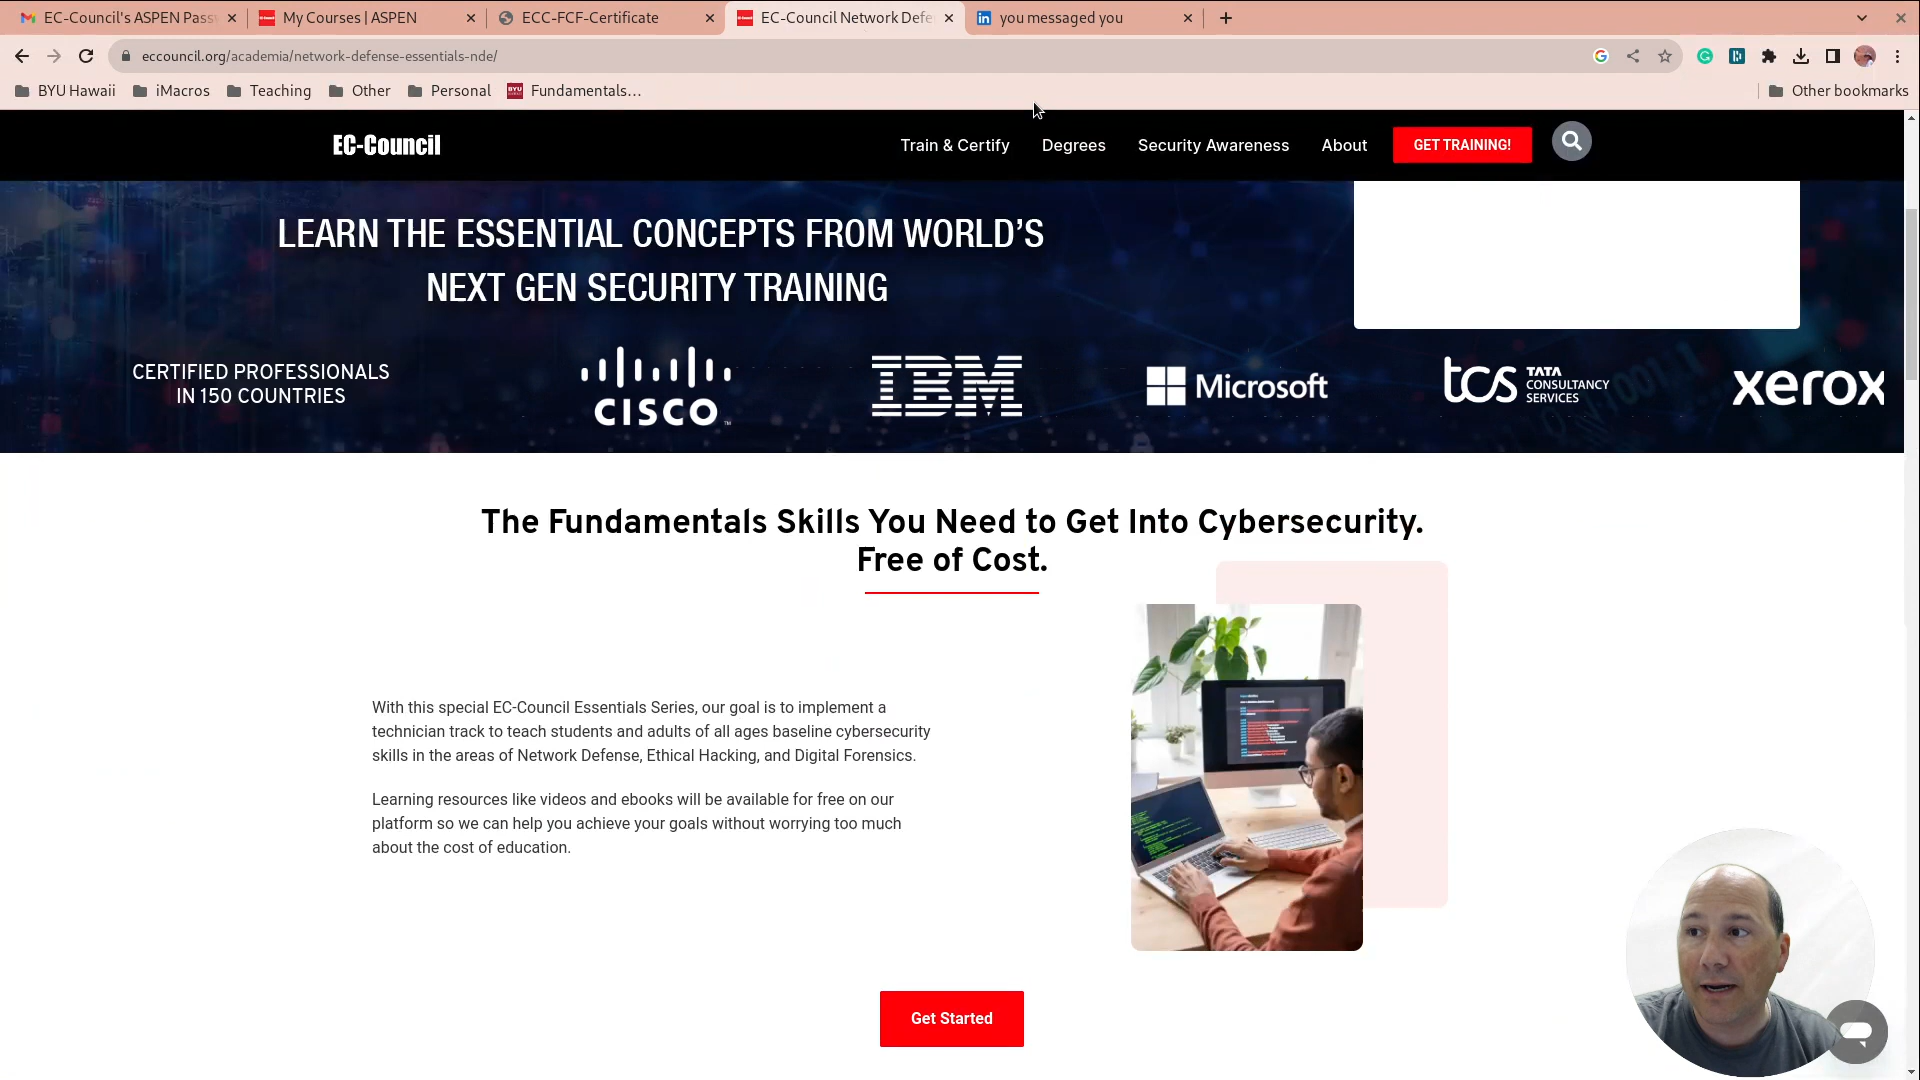 EC-Council's ASPEN Pass
My Courses | ASPEN
ECC-FCF-Certificate
EC-Council Network Defe
you messaged you
eccouncil.org/academia/network-defense-essentials-nde/
BYU Hawaii
iMacros
Teaching
Other
Personal
Fundamentals...
Other bookmarks
EC-Council
Train & Certify
Degrees
Security Awareness
About
GET TRAINING!
LEARN THE ESSENTIAL CONCEPTS FROM WORLD'S
NEXT GEN SECURITY TRAINING
CERTIFIED PROFESSIONALS
IN 150 COUNTRIES
CISCO
IBM
Microsoft
tcs TATA
CONSULTANCY
SERVICES
xerox
The Fundamentals Skills You Need to Get Into Cybersecurity.
Free of Cost.
With this special EC-Council Essentials Series, our goal is to implement a
technician track to teach students and adults of all ages baseline cybersecurity
skills in the areas of Network Defense, Ethical Hacking, and Digital Forensics.
Learning resources like videos and ebooks will be available for free on our
platform so we can help you achieve your goals without worrying too much
about the cost of education.
Get Started